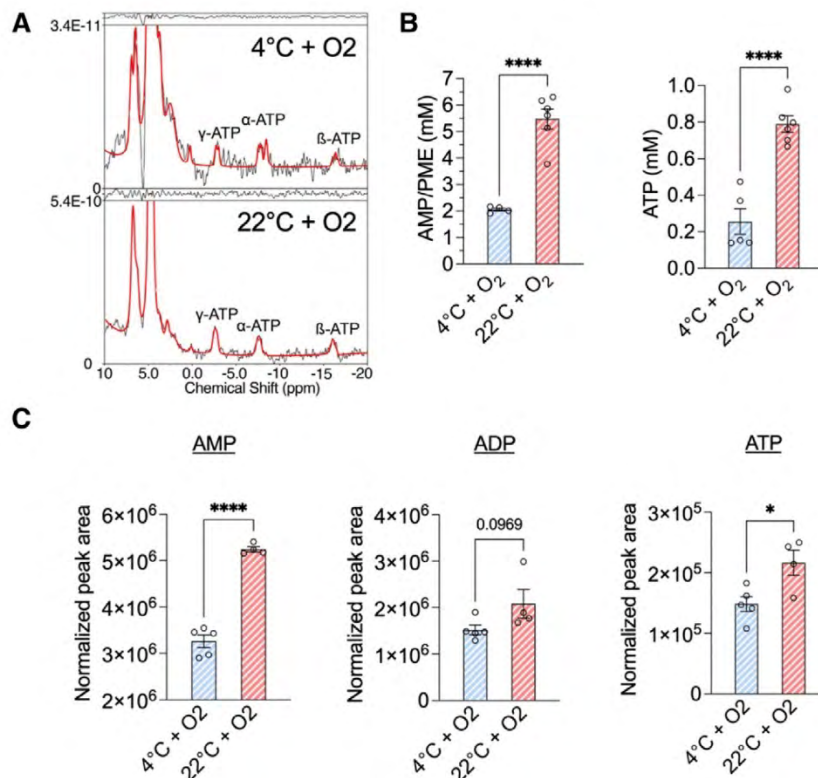 A
3.4E-11
4°C + O2
γ-ATP
α-ATP
ß-ATP
0
5.4E-10
22°C + O2
γ-ATP
α-ATP
ß-ATP
0
10 5.0 0.0 -5.0 -10 -15 -20
Chemical Shift (ppm)
B
****
AMP/PME (mM)
7
6
5
4
3
2
1
0
4°C + O₂
22°C + O₂
****
ATP (mM)
1.0
0.8
0.6
0.4
0.2
0.0
4°C + O₂
22°C + O₂
C
AMP
****
Normalized peak area
6×10⁶
5×10⁶
4×10⁶
3×10⁶
2×10⁶
4°C + O2
22°C + O2
ADP
0.0969
Normalized peak area
4×10⁶
3×10⁶
2×10⁶
1×10⁶
0
4°C + O2
22°C + O2
ATP
*
Normalized peak area
3×10⁵
2×10⁵
1×10⁵
0
4°C + O2
22°C + O2